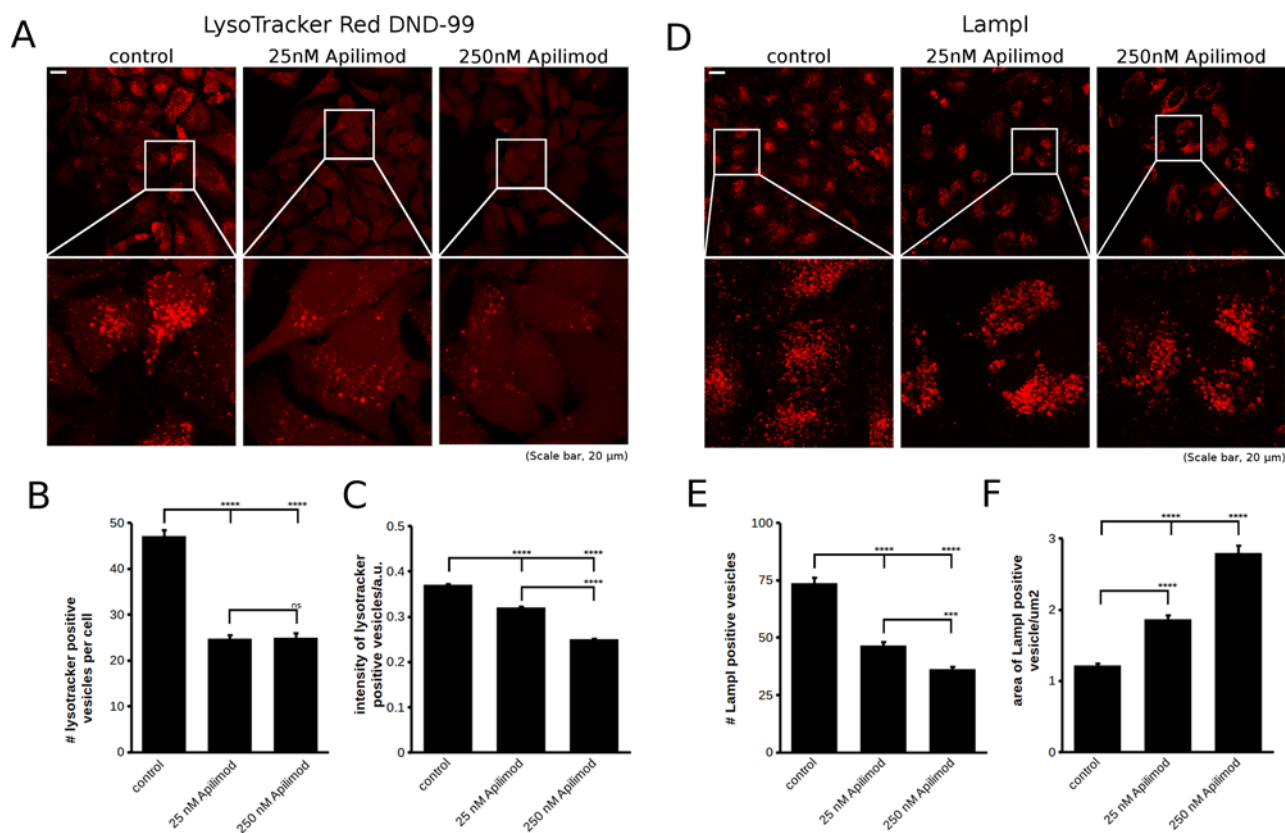 A
LysoTracker Red DND-99
control
25nM Apilimod
250nM Apilimod
(Scale bar, 20 µm)
D
LampI
control
25nM Apilimod
250nM Apilimod
(Scale bar, 20 µm)
B
# lysotracker positive
vesicles per cell
50
40
30
20
10
0
****
****
ns
control
25 nM Apilimod
250 nM Apilimod
C
intensity of lysotracker
positive vesicles/a.u.
0.5
0.4
0.3
0.2
0.1
0
****
****
****
control
25 nM Apilimod
250 nM Apilimod
E
# LampI positive vesicles
100
75
50
25
0
****
****
***
control
25 nM Apilimod
250 nM Apilimod
F
area of LampI positive
vesicle/um2
3
2
1
0
****
****
****
control
25 nM Apilimod
250 nM Apilimod